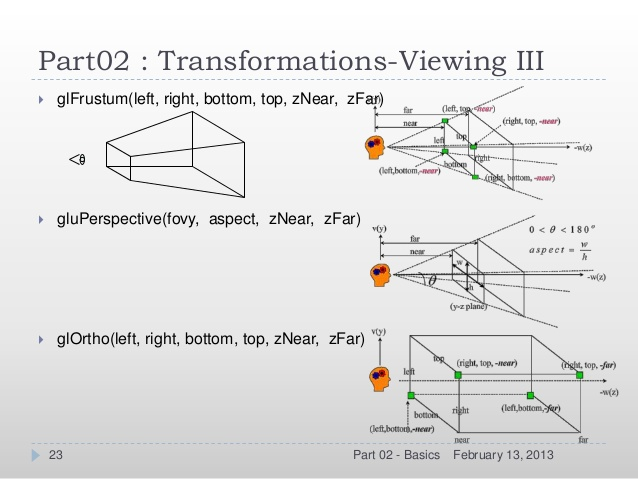 Part02 : Transformations-Viewing III
glFrustum(left, right, bottom, top, zNear, zFar)
v(y)
far
near
(left, top, -near)
(right, top, -near)
top
left
right
bottom
-w(z)
(left,bottom,-near)
(right, bottom, -near)
θ
gluPerspective(fovy, aspect, zNear, zFar)
v(y)
far
near
w
h
θ
(y-z plane)
-w(z)
0 < θ < 180°
aspect = w/h
glOrtho(left, right, bottom, top, zNear, zFar)
v(y)
top
left
(right, top, -near)
(right, top, -far)
-w(z)
bottom
right
(left,bottom,-far)
(left,bottom,-near)
near
far
23
Part 02 - Basics
February 13, 2013